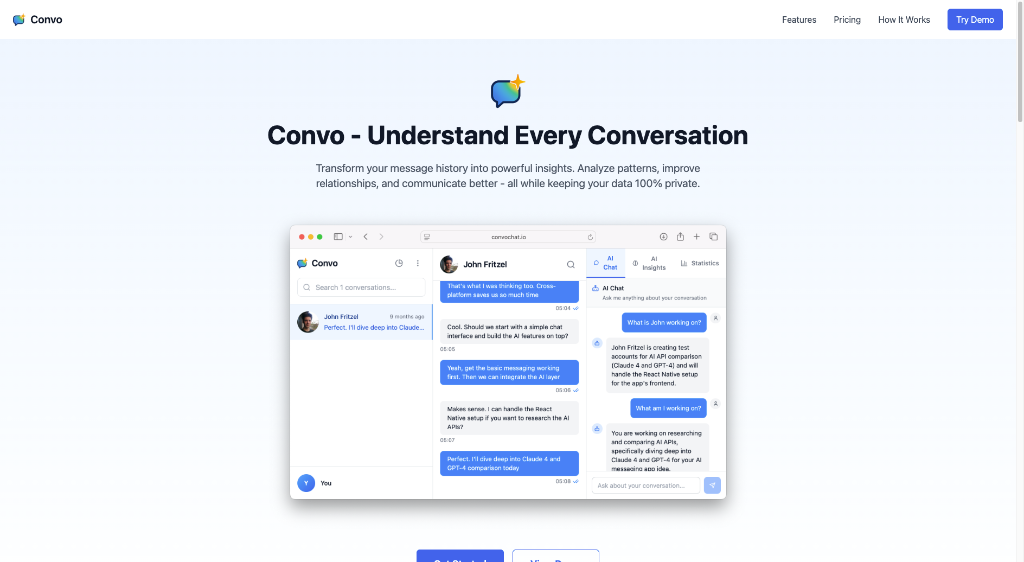 Convo
Features
Pricing
How It Works
Try Demo
Convo - Understand Every Conversation
Transform your message history into powerful insights. Analyze patterns, improve
relationships, and communicate better - all while keeping your data 100% private.
convochat.io
Convo
Search 1 conversations...
John Fritzel
9 months ago
Perfect. I'll dive deep into Claude...
Y
You
John Fritzel
That's what I was thinking too. Cross-
platform saves us so much time
05:04
Cool. Should we start with a simple chat
interface and build the AI features on top?
05:05
Yeah, get the basic messaging working
first. Then we can integrate the AI layer
05:06
Makes sense. I can handle the React
Native setup if you want to research the AI
APIs?
05:07
Perfect. I'll dive deep into Claude 4 and
GPT-4 comparison today
05:09
AI
Chat
AI
Insights
Statistics
AI Chat
Ask me anything about your conversation
What is John working on?
John Fritzel is creating test
accounts for AI API comparison
(Claude 4 and GPT-4) and will
handle the React Native setup
for the app's frontend.
What am I working on?
You are working on researching
and comparing AI APIs,
specifically diving deep into
Claude 4 and GPT-4 for your AI
messaging app idea.
Ask about your conversation...